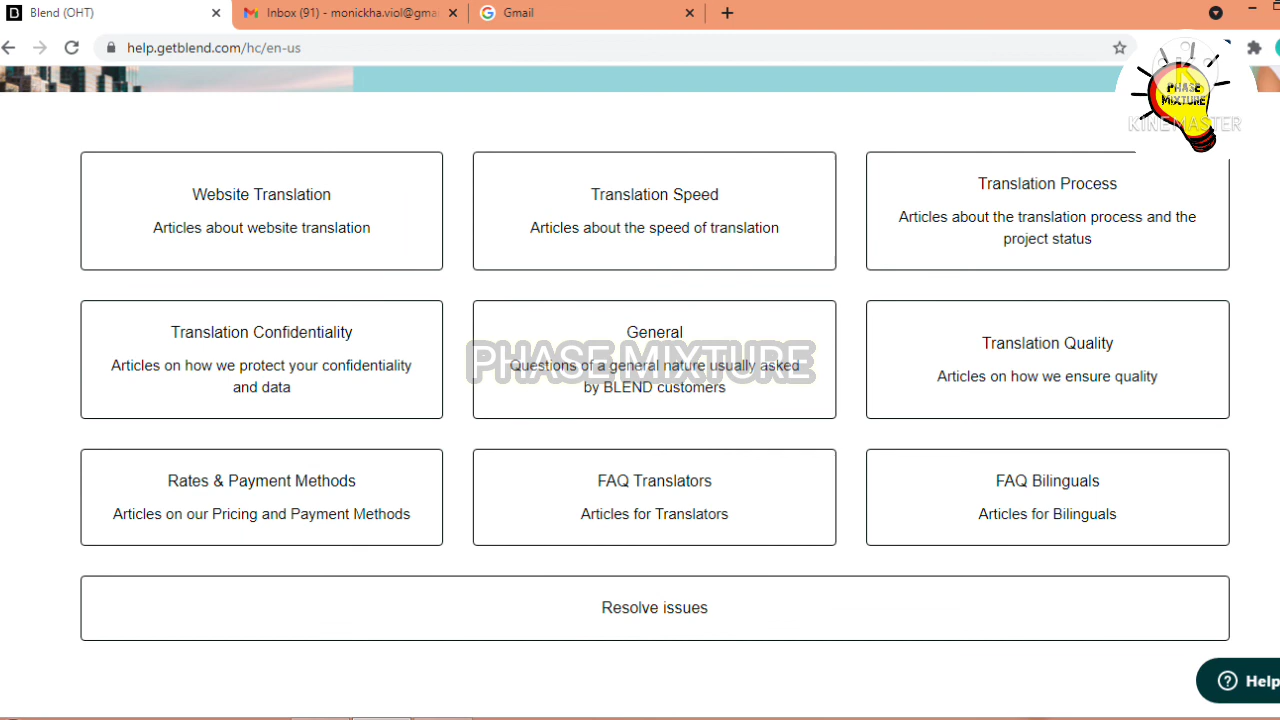 Blend (OHT)
Inbox (91) - monickha.viol@gma
Gmail
help.getblend.com/hc/en-us
PHASE
MIXTURE
KINEMASTER
Website Translation
Articles about website translation
Translation Speed
Articles about the speed of translation
Translation Process
Articles about the translation process and the
project status
Translation Confidentiality
Articles on how we protect your confidentiality
and data
General
Questions of a general nature usually asked
by BLEND customers
PHASE MIXTURE
Translation Quality
Articles on how we ensure quality
Rates & Payment Methods
Articles on our Pricing and Payment Methods
FAQ Translators
Articles for Translators
FAQ Bilinguals
Articles for Bilinguals
Resolve issues
Help